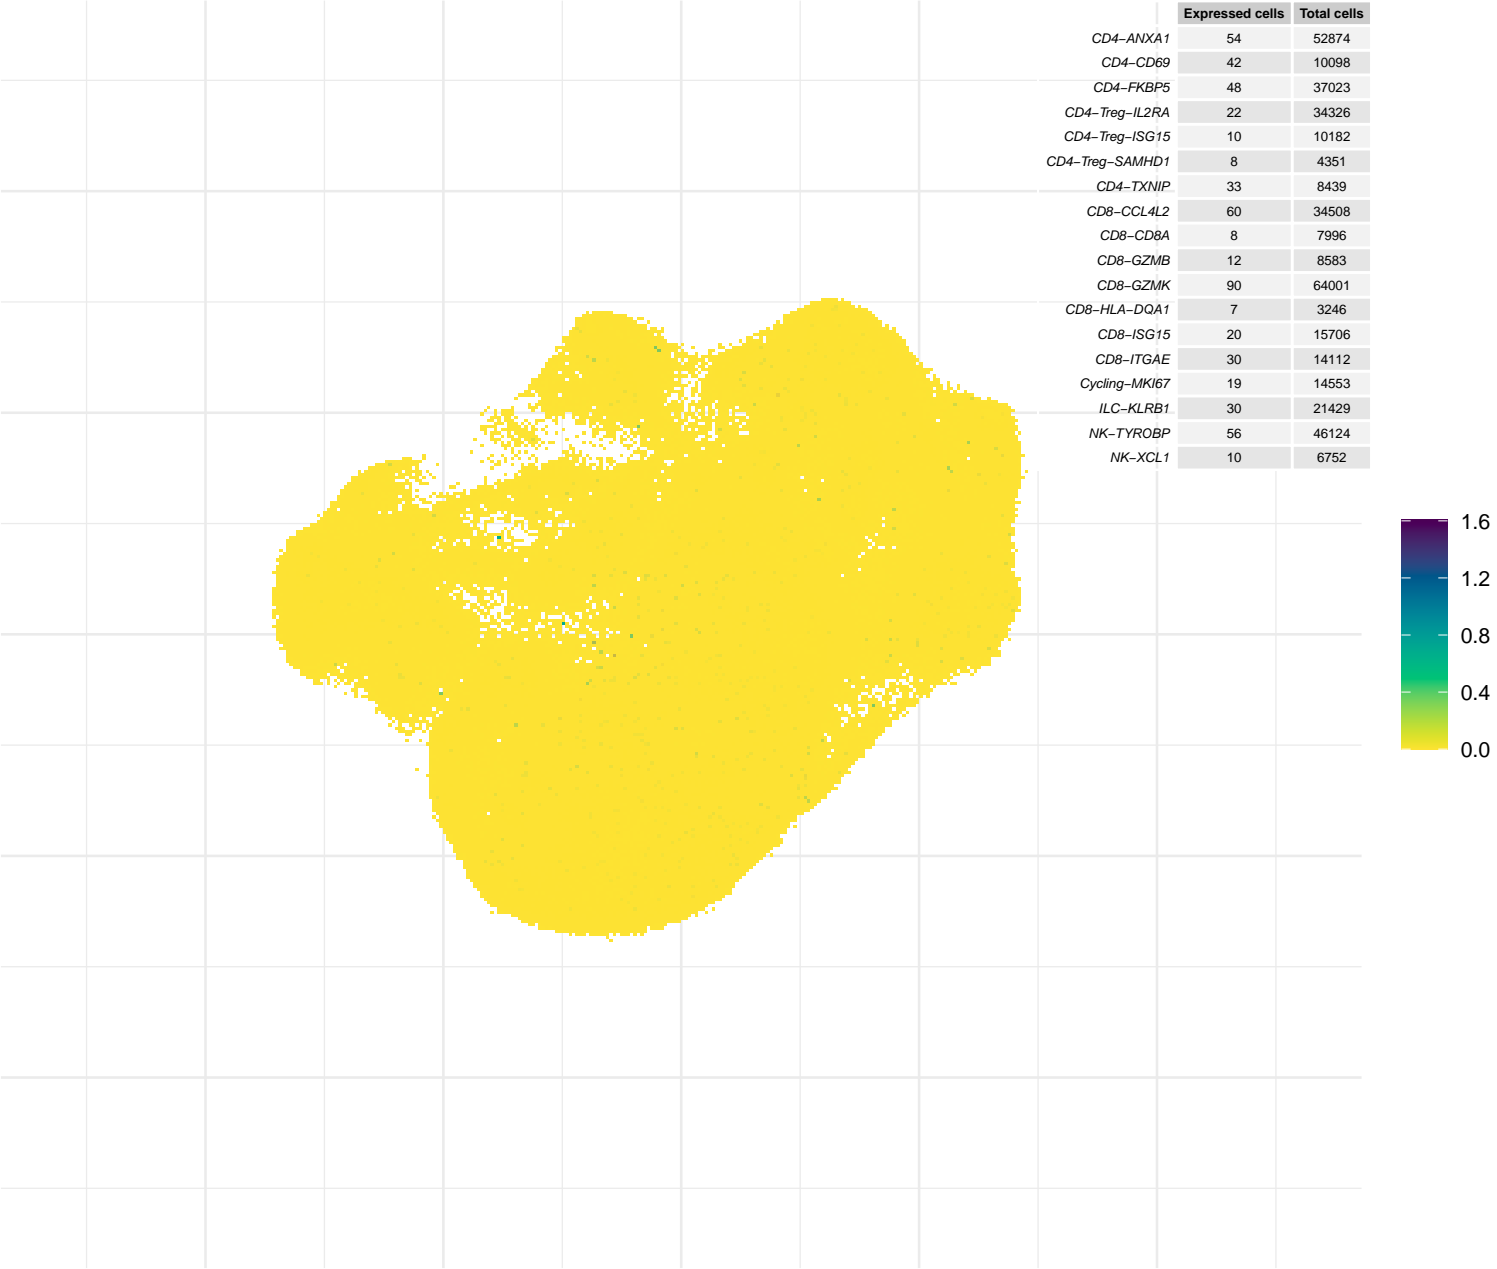 Expressed cells Total cells
CD4−ANXA1 54 52874
CD4−CD69 42 10098
CD4−FKBP5 48 37023
CD4−Treg−IL2RA 22 34326
CD4−Treg−ISG15 10 10182
CD4−Treg−SAMHD1 8 4351
CD4−TXNIP 33 8439
CD8−CCL4L2 60 34508
CD8−CD8A 8 7996
CD8−GZMB 12 8583
CD8−GZMK 90 64001
CD8−HLA−DQA1 7 3246
CD8−ISG15 20 15706
CD8−ITGAE 30 14112
Cycling−MKI67 19 14553
ILC−KLRB1 30 21429
NK−TYROBP 56 46124
NK−XCL1 10 6752
1.6
1.2
0.8
0.4
0.0